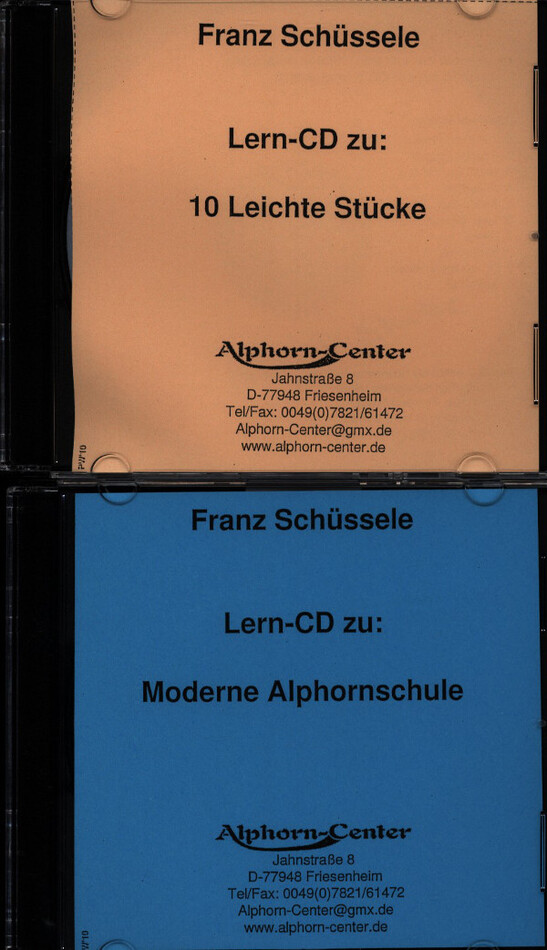 Franz Schüssele
Lern-CD zu:
10 Leichte Stücke
Alphorn-Center
Jahnstraße 8
D-77948 Friesenheim
Tel/Fax: 0049(0)7821/61472
Alphorn-Center@gmx.de
www.alphorn-center.de
Franz Schüssele
Lern-CD zu:
Moderne Alphornschule
Alphorn-Center
Jahnstraße 8
D-77948 Friesenheim
Tel/Fax: 0049(0)7821/61472
Alphorn-Center@gmx.de
www.alphorn-center.de